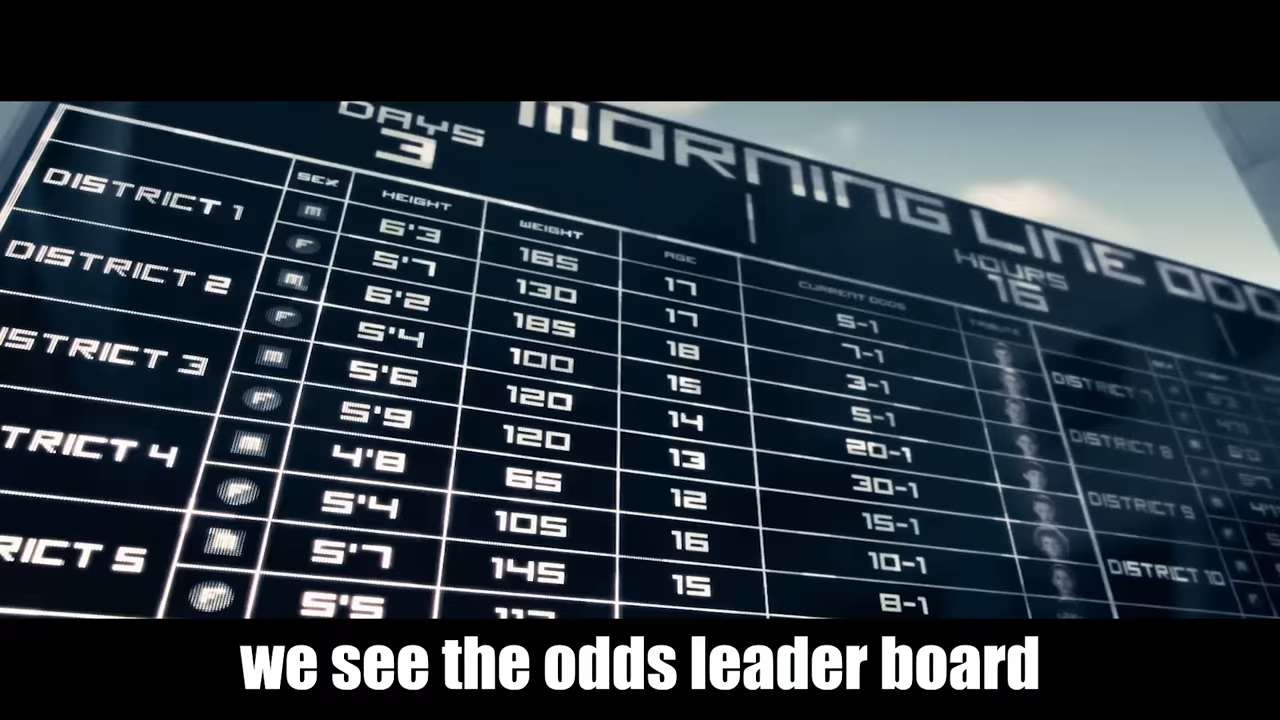 MORNING LINE ODD
DAYS
3
HOURS
16
SEX HEIGHT WEIGHT AGE CURRENT ODDS TRIBUTE
DISTRICT 1 M 6'3 165 17 5-1
F 5'7 130 17 7-1
DISTRICT 2 M 6'2 185 18 3-1
F 5'4 100 15 5-1
ISTRICT 3 M 5'6 120 14 20-1
F 5'9 120 13 30-1
TRICT 4 M 4'8 65 12 15-1
F 5'4 105 16 10-1
RICT 5 M 5'7 145 15 8-1
F 5'5
DISTRICT 7
DISTRICT 8
DISTRICT 9
DISTRICT 10
we see the odds leader board